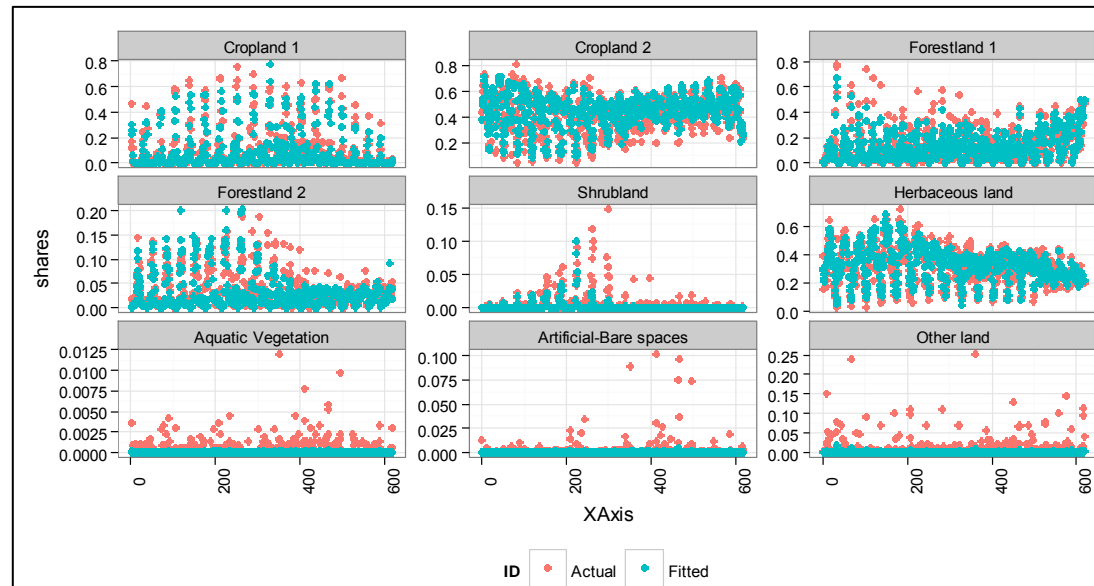 Cropland 1 Cropland 2 Forestland 1
0.8 0.6 0.4 0.2 0.0
0.8 0.6 0.4 0.2
0.8 0.6 0.4 0.2 0.0
Forestland 2 Shrubland Herbaceous land
0.20 0.15 0.10 0.05 0.00
0.15 0.10 0.05 0.00
0.6 0.4 0.2 0.0
shares
Aquatic Vegetation Artificial-Bare spaces Other land
0.0125 0.0100 0.0075 0.0050 0.0025 0.0000
0.100 0.075 0.050 0.025 0.000
0.25 0.20 0.15 0.10 0.05 0.00
0 200 400 600 0 200 400 600 0 200 400 600
XAxis
ID Actual Fitted